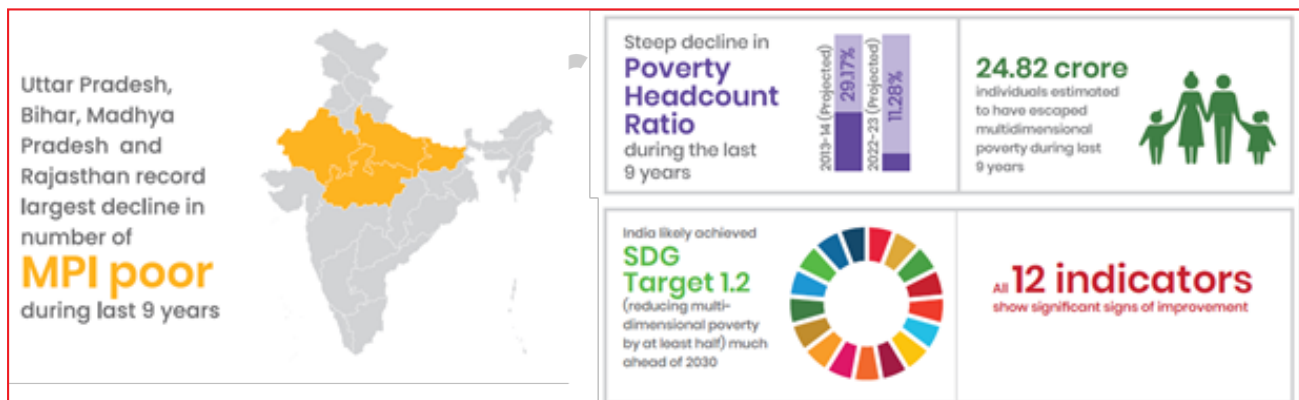 Uttar Pradesh,
Bihar, Madhya
Pradesh and
Rajasthan record
largest decline in
number of
MPI poor
during last 9 years
Steep decline in
Poverty
Headcount
Ratio
during the last
9 years
2013-14 (Projected)
29.17%
2022-23 (Projected)
11.28%
24.82 crore
individuals estimated
to have escaped
multidimensional
poverty during last
9 years
India likely achieved
SDG
Target 1.2
(reducing multi-
dimensional poverty
by at least half) much
ahead of 2030
All 12 indicators
show significant signs of improvement